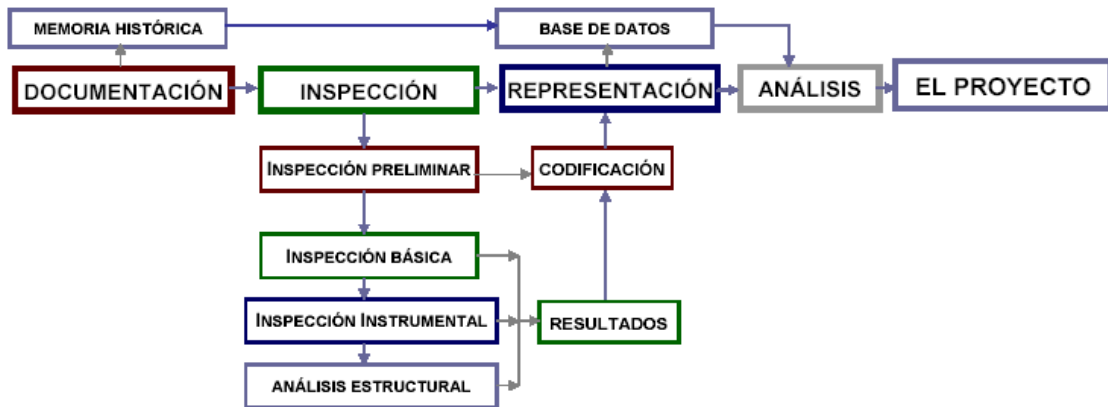 MEMORIA HISTÓRICA
BASE DE DATOS
DOCUMENTACIÓN
INSPECCIÓN
REPRESENTACIÓN
ANÁLISIS
EL PROYECTO
INSPECCIÓN PRELIMINAR
CODIFICACIÓN
INSPECCIÓN BÁSICA
INSPECCIÓN INSTRUMENTAL
RESULTADOS
ANÁLISIS ESTRUCTURAL